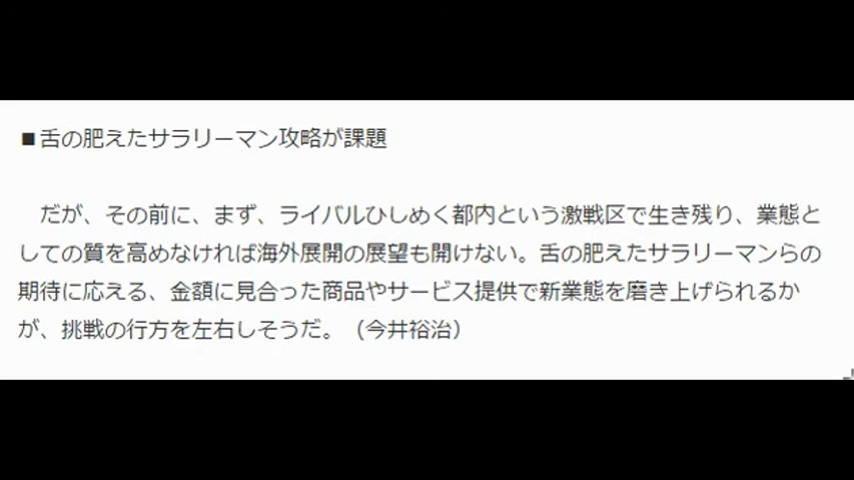 ■舌の肥えたサラリーマン攻略が課題
だが、その前に、まず、ライバルひしめく都内という激戦区で生き残り、業態と
しての質を高めなければ海外展開の展望も開けない。舌の肥えたサラリーマンらの
期待に応える、金額に見合った商品やサービス提供で新業態を磨き上げられるか
が、挑戦の行方を左右しそうだ。（今井裕治）